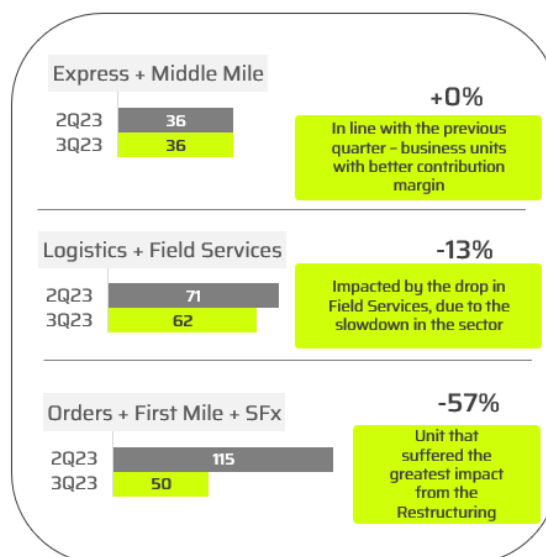 Express + Middle Mile
+0%
2Q23
36
3Q23
36
In line with the previous
quarter – business units
with better contribution
margin
Logistics + Field Services
-13%
2Q23
71
3Q23
62
Impacted by the drop in
Field Services, due to the
slowdown in the sector
Orders + First Mile + SFx
-57%
2Q23
115
3Q23
50
Unit that
suffered the
greatest impact
from the
Restructuring